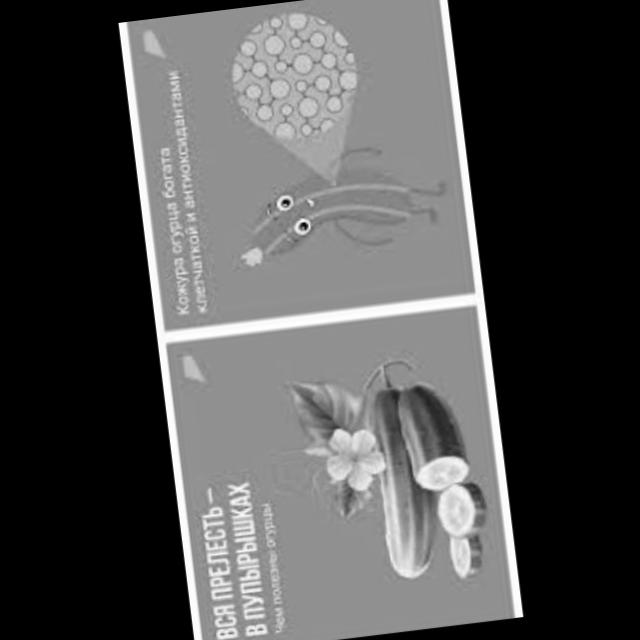 ВСЯ ПРЕЛЕСТЬ –
В ПУПЫРЫШКАХ
Чем полезны огурцы
Кожура огурца богата
клетчаткой и антиоксидантами